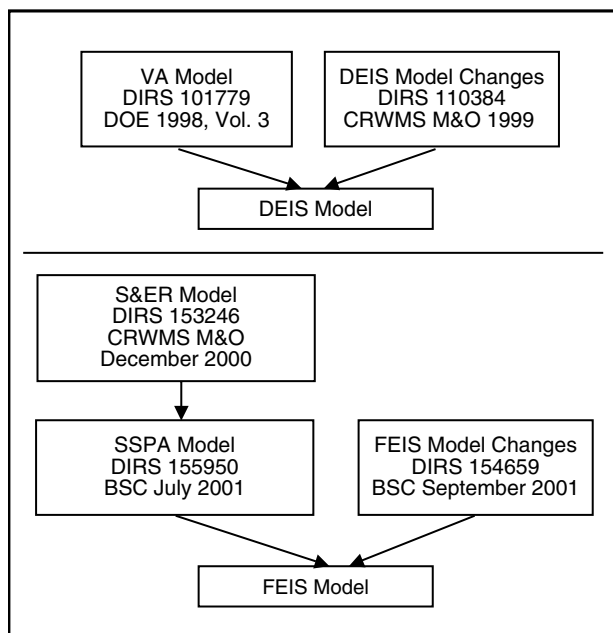 VA Model
DIRS 101779
DOE 1998, Vol. 3
DEIS Model Changes
DIRS 110384
CRWMS M&O 1999
DEIS Model
S&ER Model
DIRS 153246
CRWMS M&O
December 2000
SSPA Model
DIRS 155950
BSC July 2001
FEIS Model Changes
DIRS 154659
BSC September 2001
FEIS Model